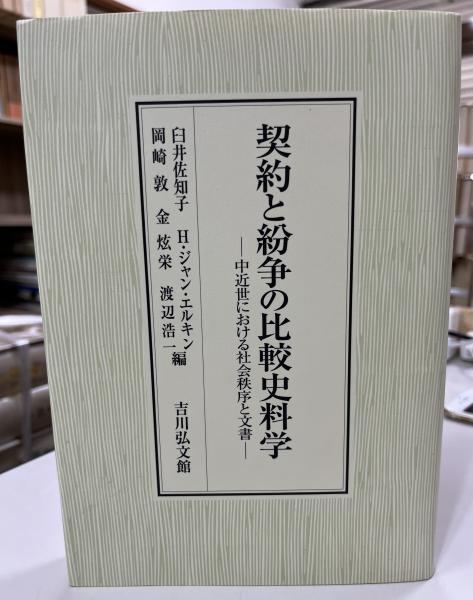 契約と紛争の比較史料学
―中近世における社会秩序と文書―
臼井佐知子 H・ジャン・エルキン
岡崎敦 金炫栄 渡辺浩一編
吉川弘文館